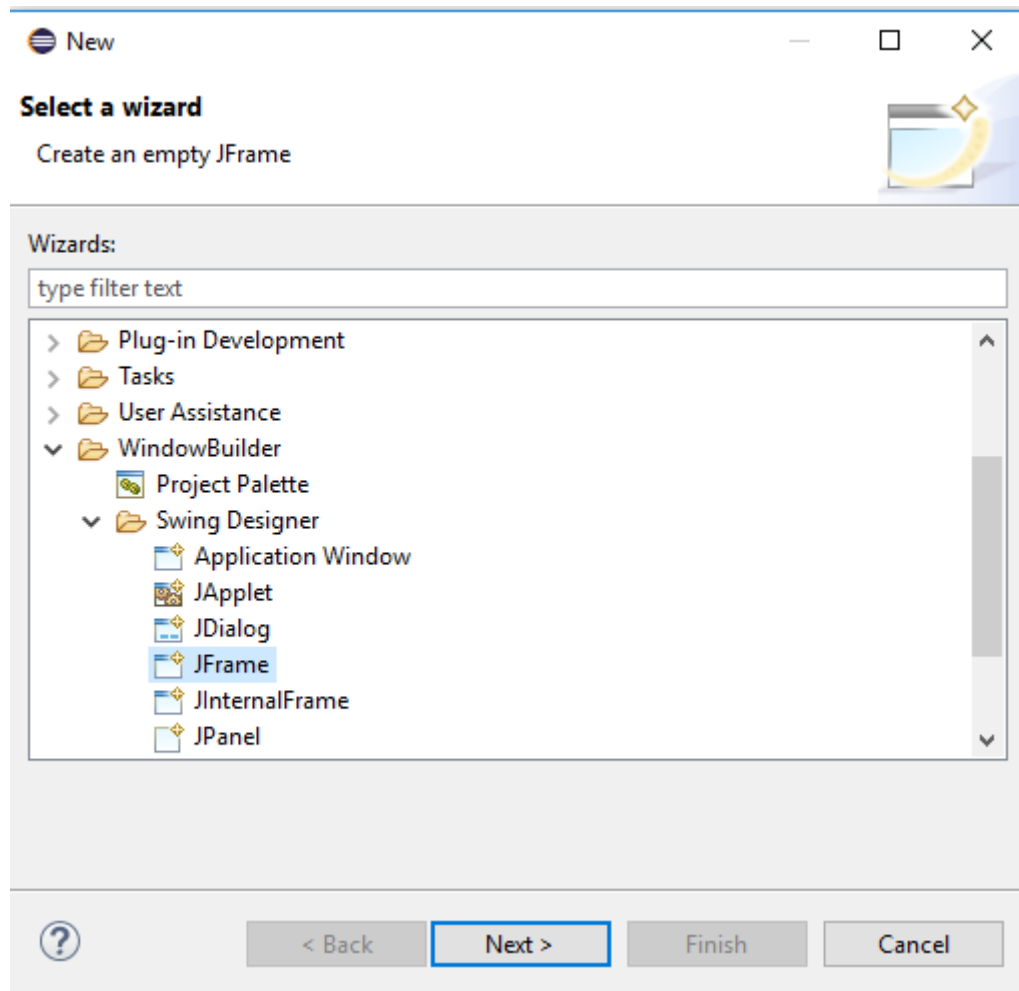 New
Select a wizard
Create an empty JFrame
Wizards:
type filter text
Plug-in Development
Tasks
User Assistance
WindowBuilder
Project Palette
Swing Designer
Application Window
JApplet
JDialog
JFrame
JInternalFrame
JPanel
? < Back Next > Finish Cancel